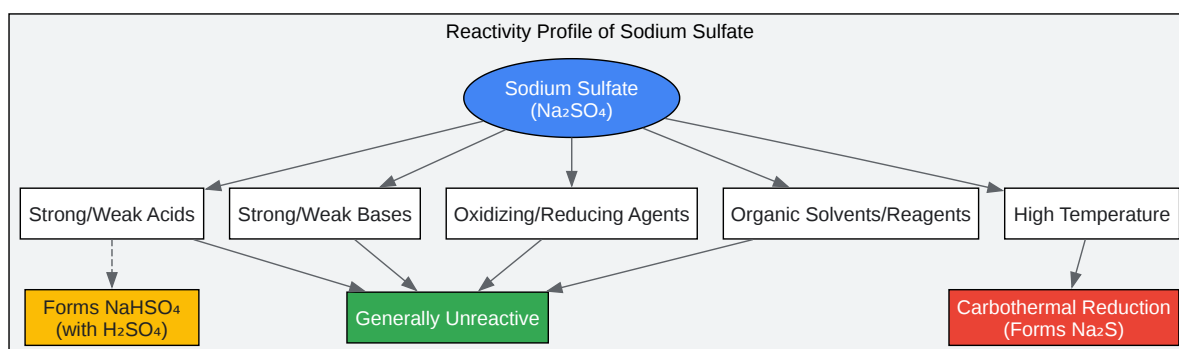 Reactivity Profile of Sodium Sulfate
Sodium Sulfate
(Na₂SO₄)
Strong/Weak Acids
Strong/Weak Bases
Oxidizing/Reducing Agents
Organic Solvents/Reagents
High Temperature
Forms NaHSO₄
(with H₂SO₄)
Generally Unreactive
Carbothermal Reduction
(Forms Na₂S)